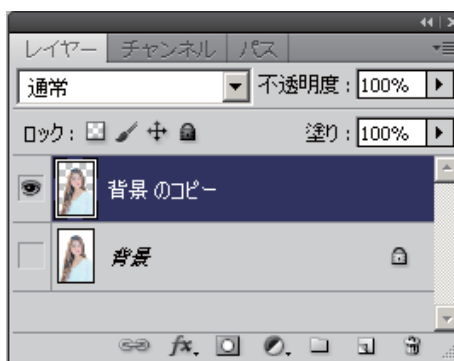 レイヤー チャンネル パス
通常 不透明度: 100%
ロック: 塗り: 100%
背景 のコピー
背景
fx.